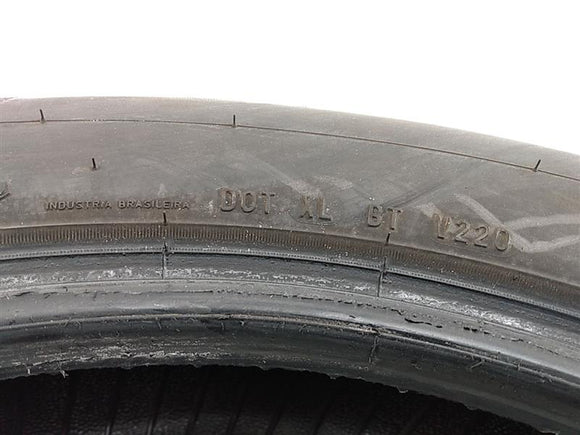 INDUSTRIA BRASILEIRA DOT XL BT V220